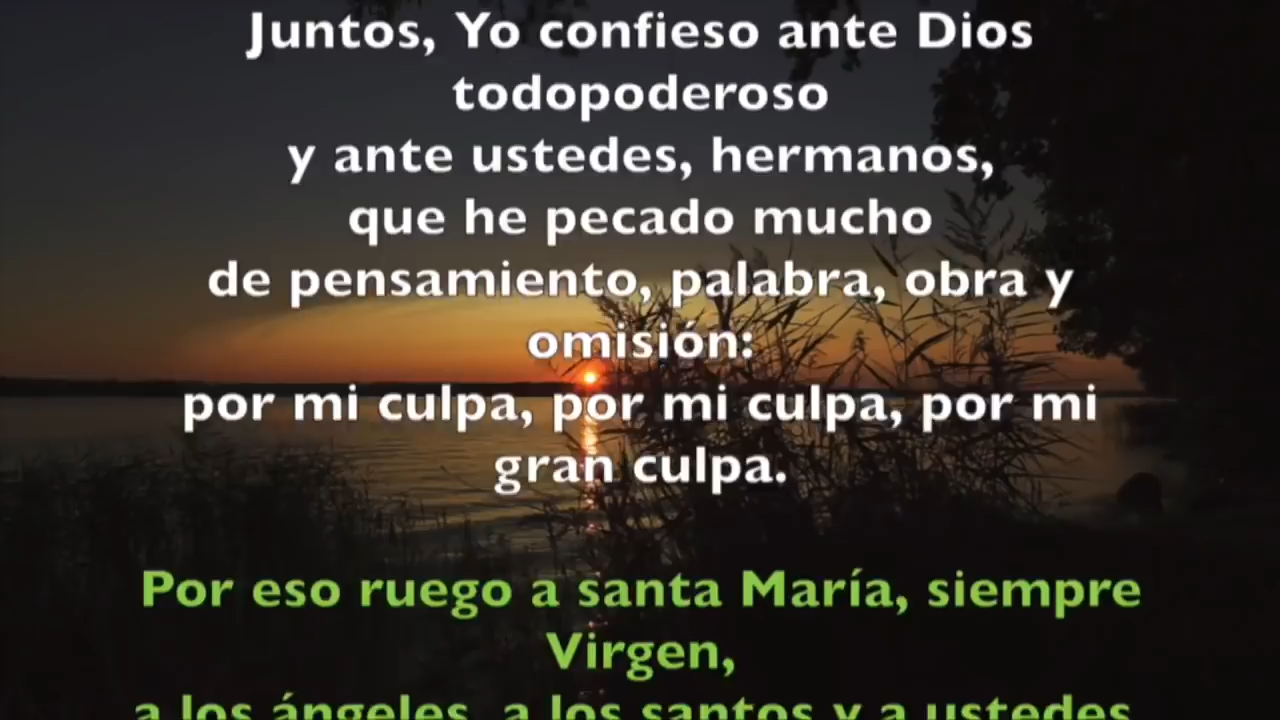 Juntos, Yo confieso ante Dios
todopoderoso
y ante ustedes, hermanos,
que he pecado mucho
de pensamiento, palabra, obra y
omisión:
por mi culpa, por mi culpa, por mi
gran culpa.
Por eso ruego a santa María, siempre
Virgen,
a los ángeles, a los santos y a ustedes